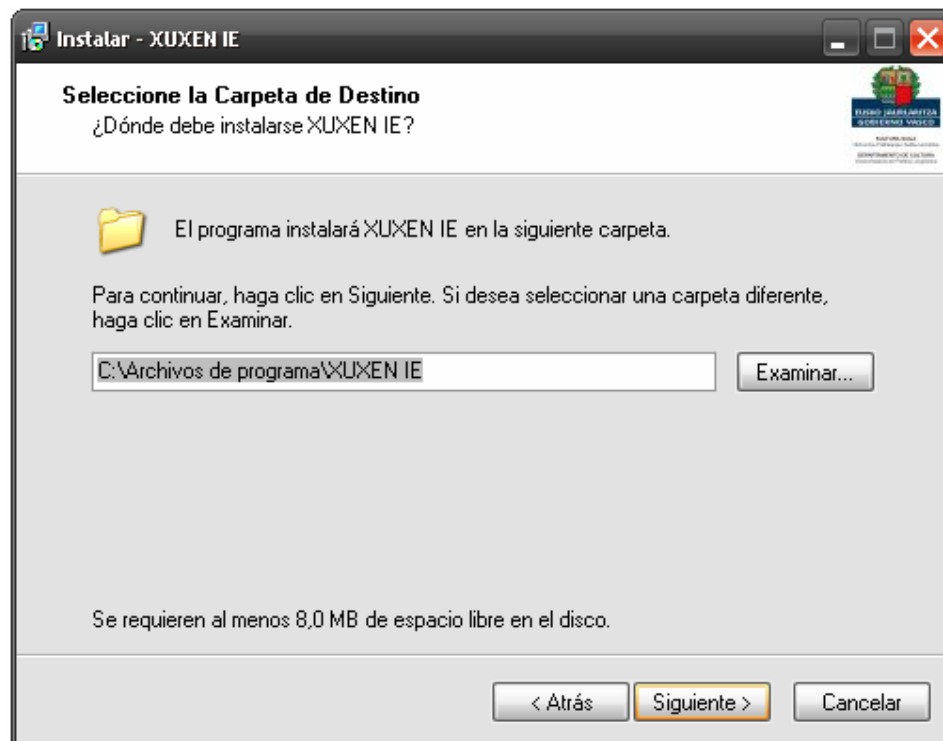 Instalar - XUXEN IE
Seleccione la Carpeta de Destino
¿Dónde debe instalarse XUXEN IE?
EUSKO JAURLARITZA
GOBIERNO VASCO
DEPARTAMENTO DE CULTURA
El programa instalará XUXEN IE en la siguiente carpeta.
Para continuar, haga clic en Siguiente. Si desea seleccionar una carpeta diferente,
haga clic en Examinar.
C:\Archivos de programa\XUXEN IE
Examinar...
Se requieren al menos 8,0 MB de espacio libre en el disco.
< Atrás
Siguiente >
Cancelar